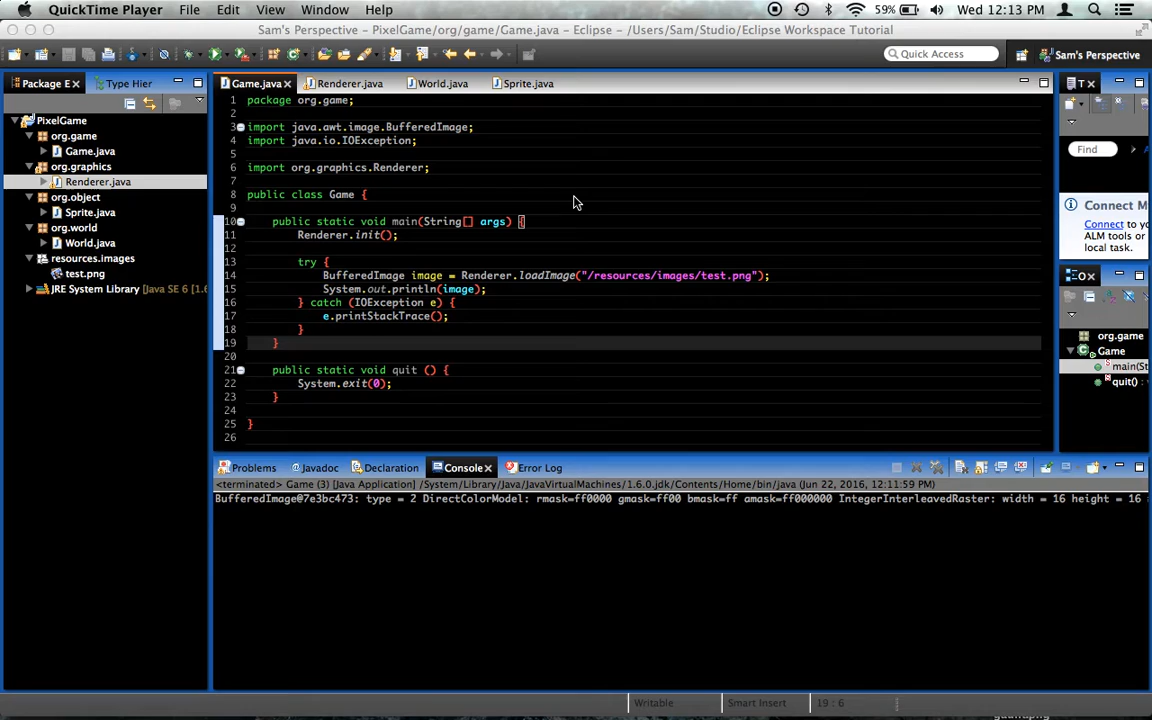 QuickTime Player File Edit View Window Help 59% Wed 12:13 PM
Sam's Perspective - PixelGame/org/game/Game.java - Eclipse - /Users/Sam/Studio/Eclipse Workspace Tutorial
Quick Access Sam's Perspective
Package E Type Hier
Game.java Renderer.java World.java Sprite.java
T
PixelGame
org.game
Game.java
org.graphics
Renderer.java
org.object
Sprite.java
org.world
World.java
resources.images
test.png
JRE System Library [Java SE 6 [1.6
1 package org.game;
2
3 import java.awt.image.BufferedImage;
4 import java.io.IOException;
5
6 import org.graphics.Renderer;
7
8 public class Game {
9
10 public static void main(String[] args) {
11 Renderer.init();
12
13 try {
14 BufferedImage image = Renderer.loadImage("/resources/images/test.png");
15 System.out.println(image);
16 } catch (IOException e) {
17 e.printStackTrace();
18 }
19 }
20
21 public static void quit () {
22 System.exit(0);
23 }
24
25 }
26
Find
Connect M
Connect to your
ALM tools or
local task.
O
org.game
Game
main(St
quit() :
Problems Javadoc Declaration Console Error Log
<terminated> Game (3) [Java Application] /System/Library/Java/JavaVirtualMachines/1.6.0.jdk/Contents/Home/bin/java (Jun 22, 2016, 12:11:59 PM)
BufferedImage@7e3bc473: type = 2 DirectColorModel: rmask=ff0000 gmask=ff00 bmask=ff amask=ff000000 IntegerInterleavedRaster: width = 16 height = 16
Writable Smart Insert 19 : 6